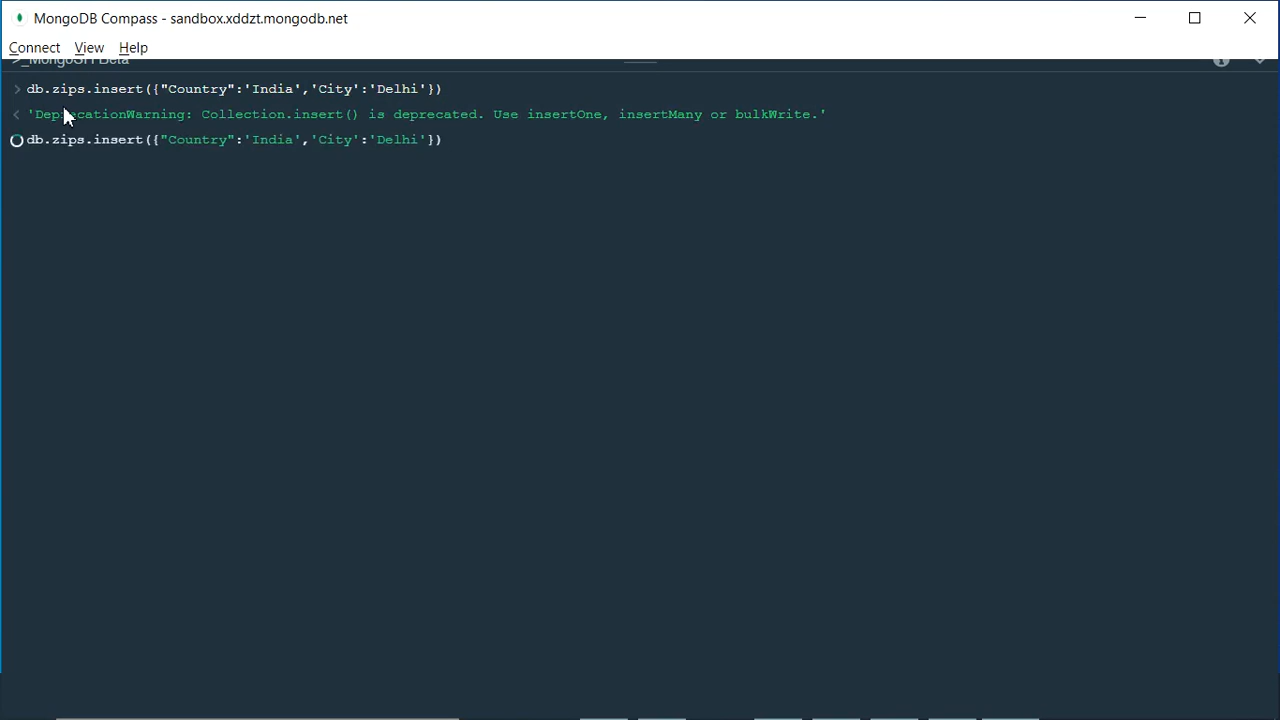 MongoDB Compass - sandbox.xddzt.mongodb.net
Connect View Help
>_MongoSH Beta
> db.zips.insert({"Country":'India','City':'Delhi'})
< 'DeprecationWarning: Collection.insert() is deprecated. Use insertOne, insertMany or bulkWrite.'
db.zips.insert({"Country":'India','City':'Delhi'})